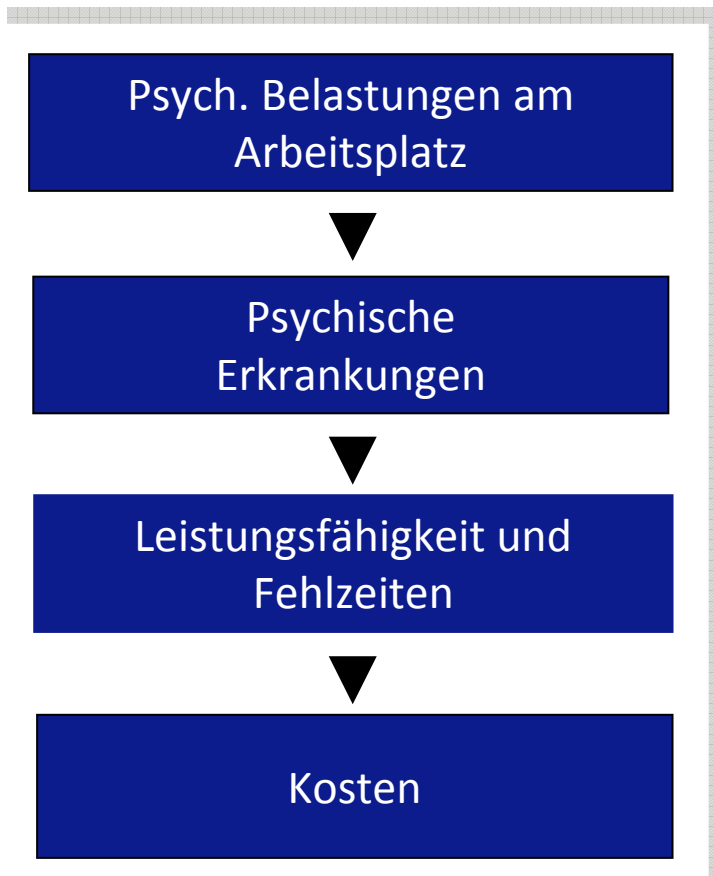 Psych. Belastungen am
Arbeitsplatz
Psychische
Erkrankungen
Leistungsfähigkeit und
Fehlzeiten
Kosten